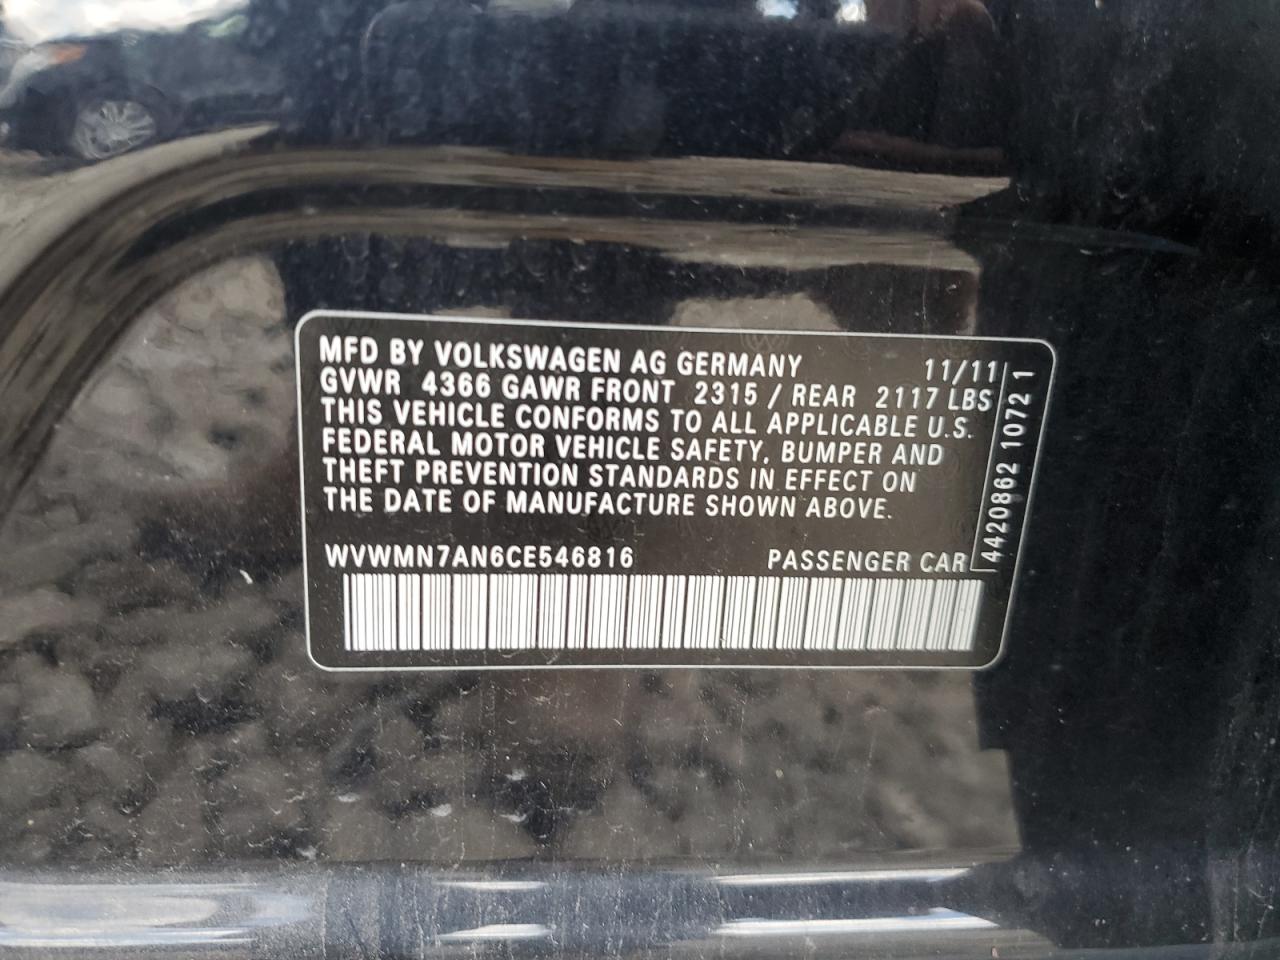 MFD BY VOLKSWAGEN AG GERMANY 11/11
GVWR 4366 GAWR FRONT 2315 / REAR 2117 LBS
THIS VEHICLE CONFORMS TO ALL APPLICABLE U.S.
FEDERAL MOTOR VEHICLE SAFETY, BUMPER AND
THEFT PREVENTION STANDARDS IN EFFECT ON
THE DATE OF MANUFACTURE SHOWN ABOVE.
WVWMN7AN6CE546816 PASSENGER CAR
4420862 1072 1